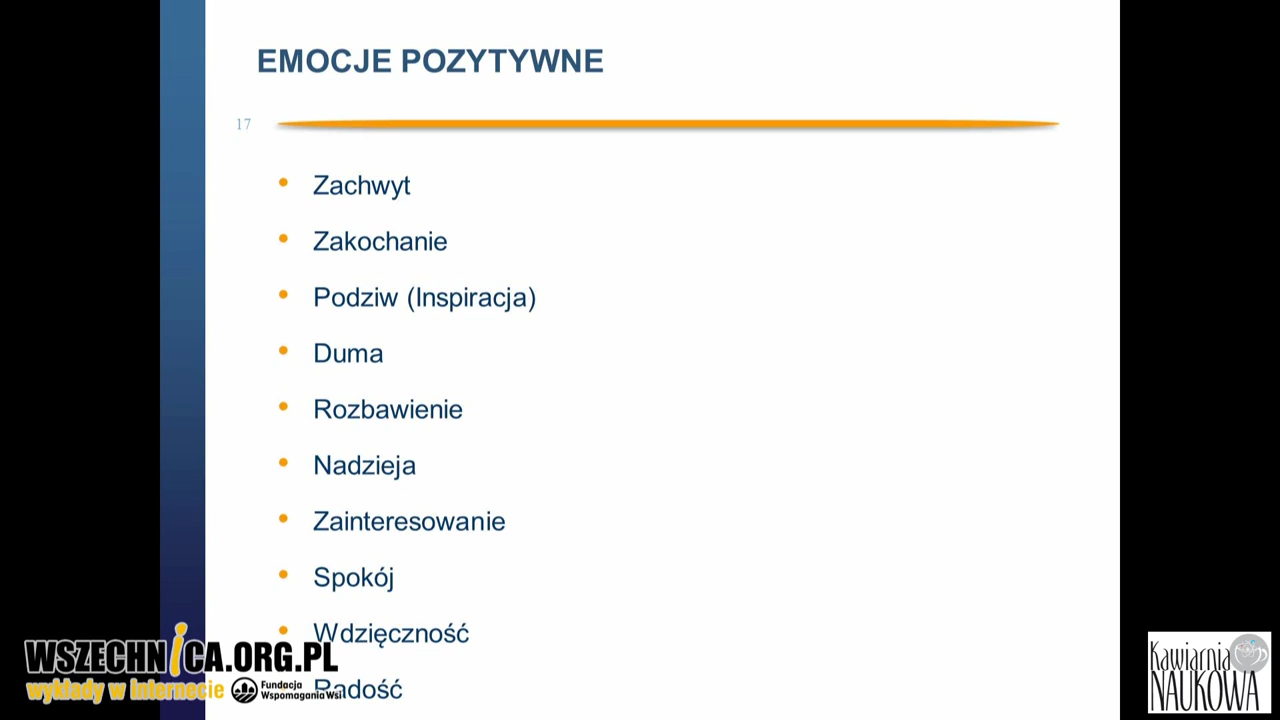 EMOCJE POZYTYWNE
17
Zachwyt
Zakochanie
Podziw (Inspiracja)
Duma
Rozbawienie
Nadzieja
Zainteresowanie
Spokój
Wdzięczność
Radość
WSZECHNiCA.ORG.PL
wykłady w internecie
Fundacja
Wspomagania Wsi
Kawiarnia
NAUKOWA